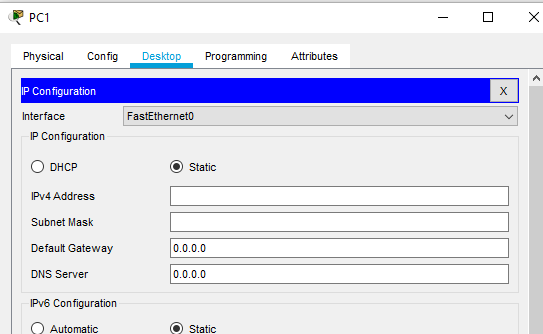 PC1
Physical Config Desktop Programming Attributes
IP Configuration X
Interface FastEthernet0
IP Configuration
DHCP Static
IPv4 Address
Subnet Mask
Default Gateway 0.0.0.0
DNS Server 0.0.0.0
IPv6 Configuration
Automatic Static